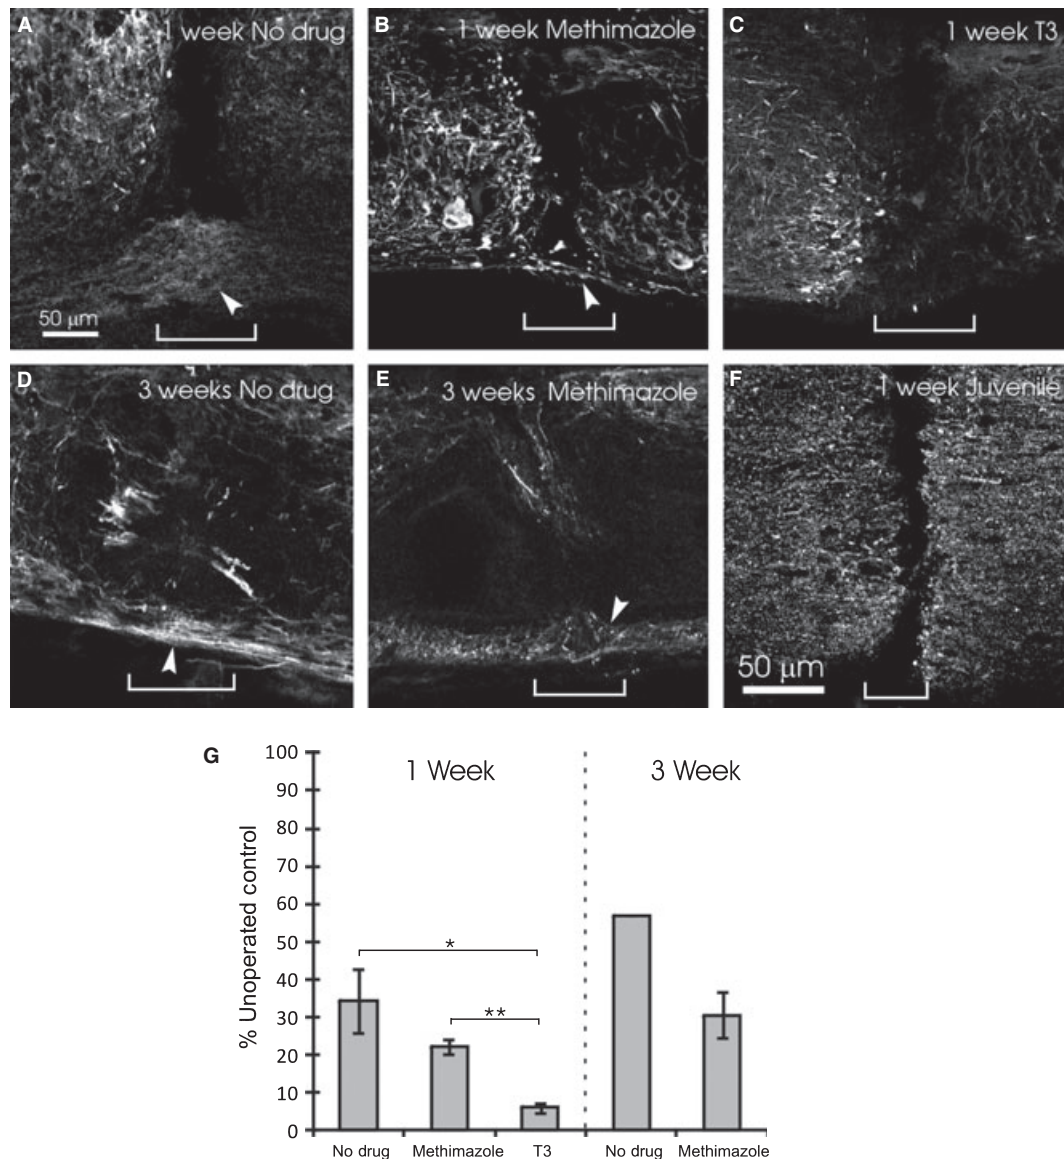 A
1 week No drug
50 μm
B
1 week Methimazole
C
1 week T3
D
3 weeks No drug
E
3 weeks Methimazole
F
1 week Juvenile
50 μm
G
% Unoperated control
100
90
80
70
60
50
40
30
20
10
0
1 Week
3 Week
*
**
No drug
Methimazole
T3
No drug
Methimazole